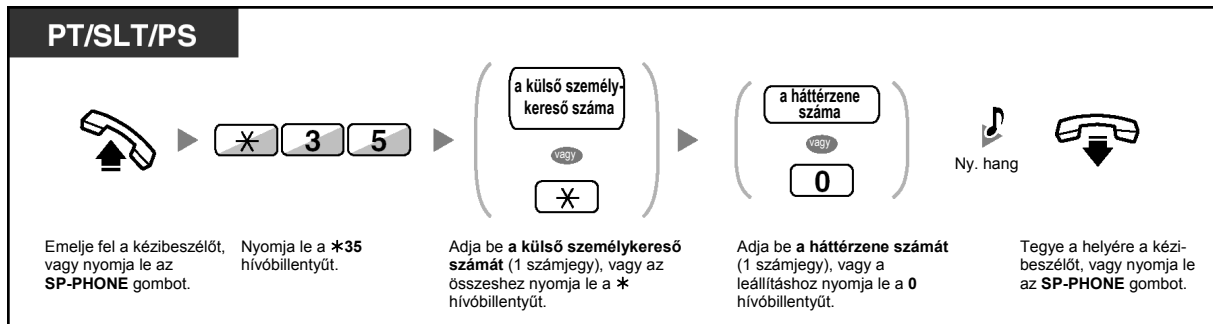 PT/SLT/PS
a külső személy-
kereső száma
vagy
a háttérzene
száma
vagy
0
3 5
Ny. hang
Emelje fel a kézibeszélőt,
vagy nyomja le az
SP-PHONE gombot.
Nyomja le a *35
hívóbillentyűt.
Adja be a külső személykereső
számát (1 számjegy), vagy az
összeshez nyomja le a *
hívóbillentyűt.
Adja be a háttérzene számát
(1 számjegy), vagy a
leállításhoz nyomja le a 0
hívóbillentyűt.
Tegye a helyére a kézi-
beszélőt, vagy nyomja le
az SP-PHONE gombot.